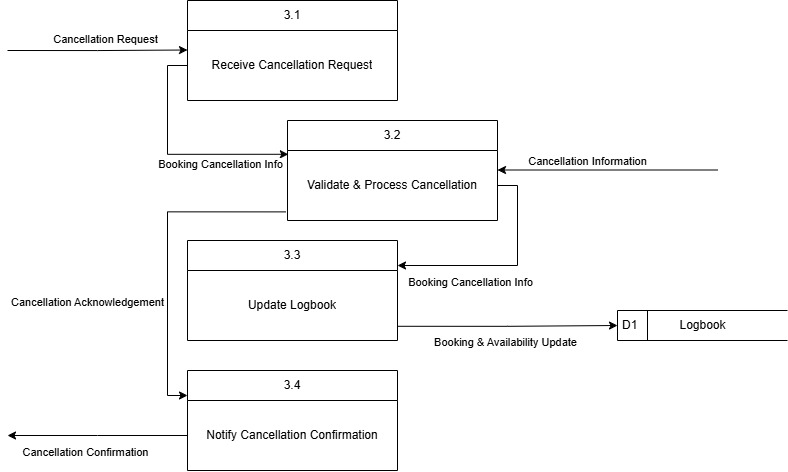 3.1
Cancellation Request
Receive Cancellation Request
3.2
Booking Cancellation Info
Cancellation Information
Validate & Process Cancellation
3.3
Booking Cancellation Info
Cancellation Acknowledgement
Update Logbook
D1
Logbook
Booking & Availability Update
3.4
Notify Cancellation Confirmation
Cancellation Confirmation